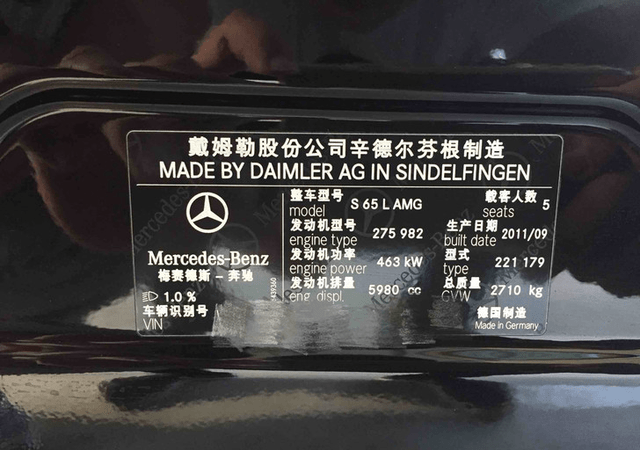 戴姆勒股份公司辛德尔芬根制造
MADE BY DAIMLER AG IN SINDELFINGEN
Mercedes-Benz
梅赛德斯－奔驰
1.0 %
车辆识别号
VIN
整车型号
model S 65 L AMG
载客人数
seats 5
发动机型号
engine type 275 982
生产日期
built date 2011/09
发动机功率
engine power 463 kW
型式
type 221 179
发动机排量
eng. displ. 5980 cc
总质量
GVW 2710 kg
德国制造
Made in Germany